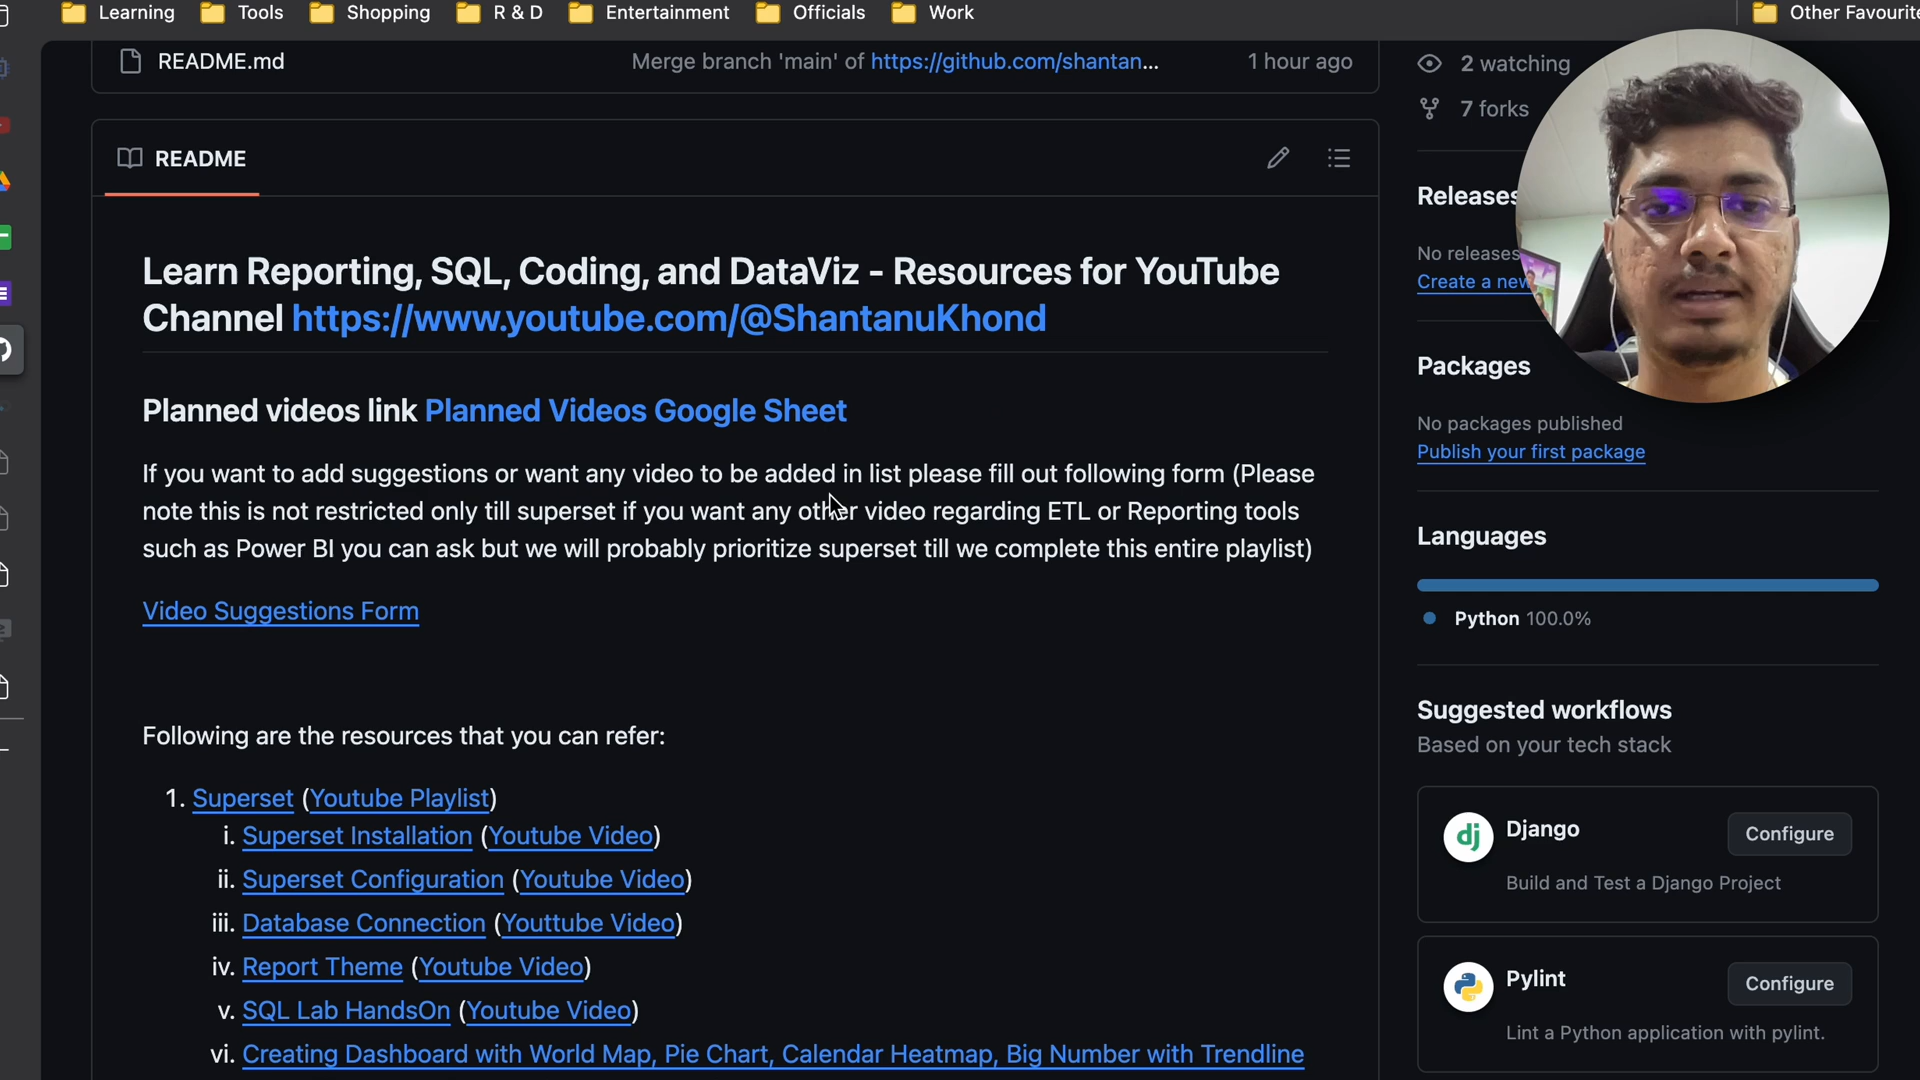 Learning
Tools
Shopping
R & D
Entertainment
Officials
Work
Other Favourite
README.md
Merge branch 'main' of https://github.com/shantan...
1 hour ago
2 watching
7 forks
README
Releases
No releases
Create a new
Learn Reporting, SQL, Coding, and DataViz - Resources for YouTube
Channel https://www.youtube.com/@ShantanuKhond
Packages
No packages published
Publish your first package
Planned videos link Planned Videos Google Sheet
If you want to add suggestions or want any video to be added in list please fill out following form (Please
note this is not restricted only till superset if you want any other video regarding ETL or Reporting tools
such as Power BI you can ask but we will probably prioritize superset till we complete this entire playlist)
Languages
Python 100.0%
Video Suggestions Form
Suggested workflows
Based on your tech stack
Following are the resources that you can refer:
1. Superset (Youtube Playlist)
i. Superset Installation (Youtube Video)
ii. Superset Configuration (Youtube Video)
iii. Database Connection (Youttube Video)
iv. Report Theme (Youtube Video)
v. SQL Lab HandsOn (Youtube Video)
vi. Creating Dashboard with World Map, Pie Chart, Calendar Heatmap, Big Number with Trendline
dj
Django
Configure
Build and Test a Django Project
Pylint
Configure
Lint a Python application with pylint.